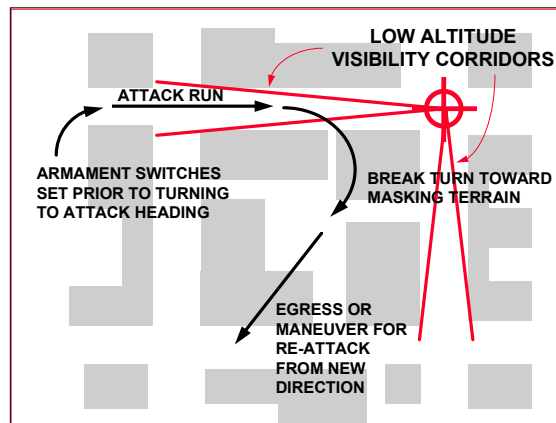 LOW ALTITUDE
VISIBILITY CORRIDORS
ATTACK RUN
ARMAMENT SWITCHES
SET PRIOR TO TURNING
TO ATTACK HEADING
BREAK TURN TOWARD
MASKING TERRAIN
EGRESS OR
MANEUVER FOR
RE-ATTACK
FROM NEW
DIRECTION